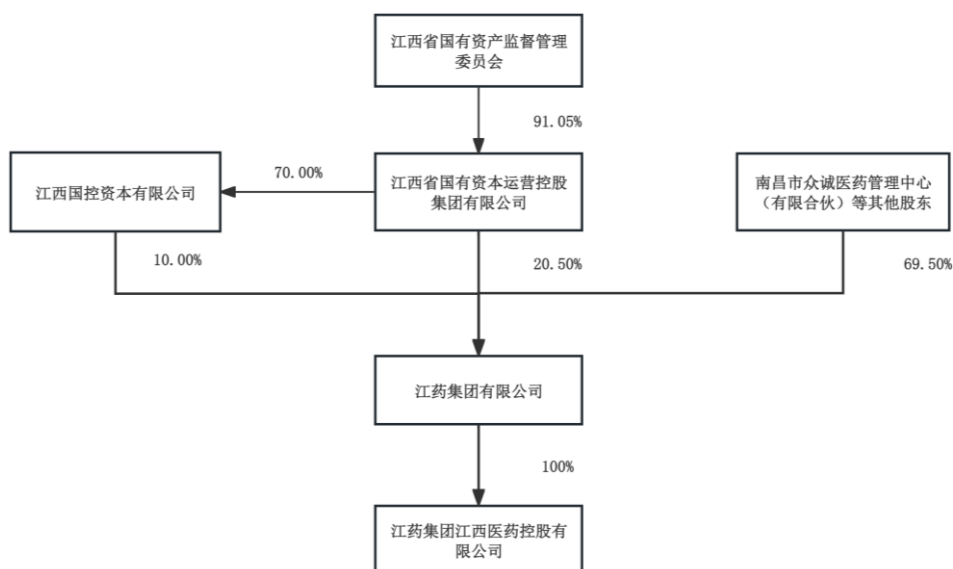 江西省国有资产监督管理
委员会
91.05%
江西国控资本有限公司
70.00%
江西省国有资本运营控股
集团有限公司
南昌市众诚医药管理中心
（有限合伙）等其他股东
10.00%
20.50%
69.50%
江药集团有限公司
100%
江药集团江西医药控股有
限公司